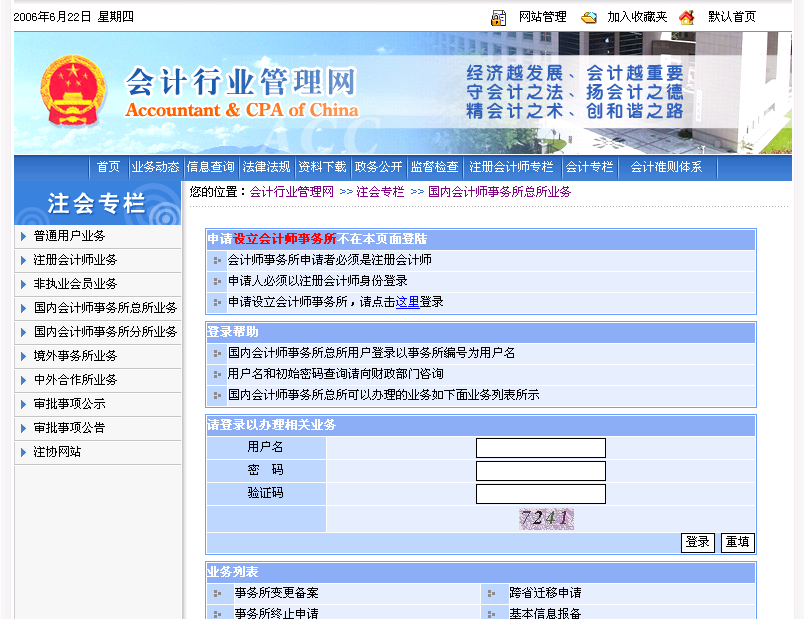 2006年6月22日 星期四
网站管理 加入收藏夹 默认首页
会计行业管理网
Accountant & CPA of China
经济越发展、会计越重要
守会计之法、扬会计之德
精会计之术、创和谐之路
ACC
首页 业务动态 信息查询 法律法规 资料下载 政务公开 监督检查 注册会计师专栏 会计专栏 会计准则体系
注会专栏
您的位置：会计行业管理网 >> 注会专栏 >> 国内会计师事务所总所业务
普通用户业务
注册会计师业务
非执业会员业务
国内会计师事务所总所业务
国内会计师事务所分所业务
境外事务所业务
中外合作所业务
审批事项公示
审批事项公告
注协网站
申请设立会计师事务所不在本页面登陆
会计师事务所申请者必须是注册会计师
申请人必须以注册会计师身份登录
申请设立会计师事务所，请点击这里登录
登录帮助
国内会计师事务所总所用户登录以事务所编号为用户名
用户名和初始密码查询请向财政部门咨询
国内会计师事务所总所可以办理的业务如下面业务列表所示
请登录以办理相关业务
用户名
密 码
验证码
7241
登录 重填
业务列表
事务所变更备案 跨省迁移申请
事务所终止申请 基本信息报备